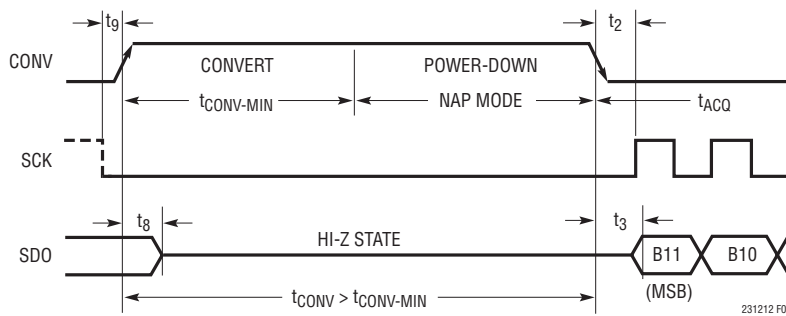 t9
t2
CONV
CONVERT
POWER-DOWN
tCONV-MIN
NAP MODE
tACQ
SCK
t8
HI-Z STATE
t3
SDO
B11
B10
tCONV > tCONV-MIN
(MSB)
231212 F0